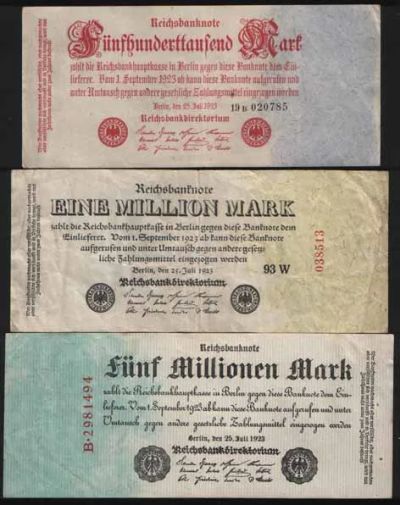 Reichsbanknote
Fünfhunderttausend Mark
zahlt die Reichsbankhauptkasse in Berlin gegen diese Banknote dem Ein-
lieferer. Vom 1. September 1923 ab kann diese Banknote aufgerufen und
unter Umtausch gegen andere gesetzliche Zahlungsmittel eingezogen werden
Berlin, den 25. Juli 1923
19 B 020785
Reichsbankdirektorium
Reichsbanknote
EINE MILLION MARK
zahlt die Reichsbankhauptkasse in Berlin gegen diese Banknote dem
Einlieferer. Vom 1. September 1923 ab kann diese Banknote
aufgerufen und unter Umtausch gegen andere gesetz-
liche Zahlungsmittel eingezogen werden
Berlin, den 25. Juli 1923
93 W
038513
Reichsbankdirektorium
Reichsbanknote
Fünf Millionen Mark
zahlt die Reichsbankhauptkasse in Berlin gegen diese Banknote dem Ein-
lieferer. Vom 1. September 1923 ab kann diese Banknote aufgerufen und unter
Umtausch gegen andere gesetzliche Zahlungsmittel eingezogen werden
Berlin, den 25. Juli 1923
Reichsbankdirektorium
B·2981494